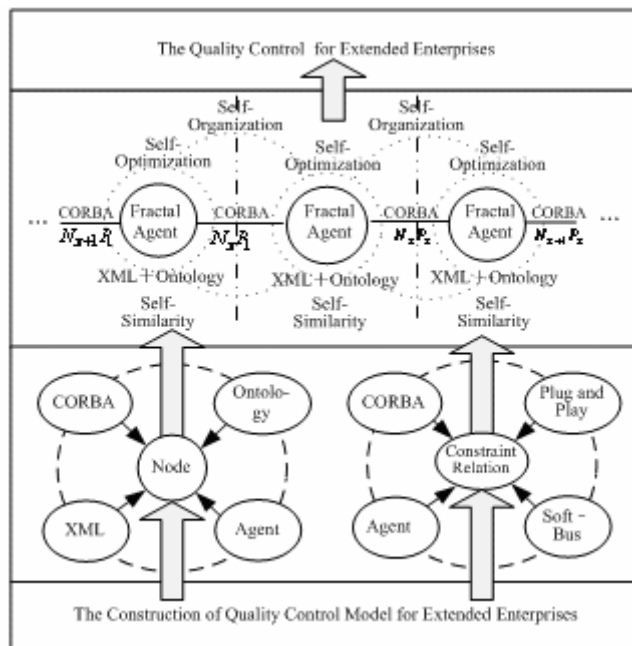 The Quality Control for Extended Enterprises
Self-
Organization
Self-
Organization
Self-
Optimization
Self-
Optimization
Self-
Optimization
... CORBA
Fractal
Agent
CORBA
Fractal
Agent
CORBA
Fractal
Agent
CORBA ...
XML+Ontology
XML+Ontology
XML+Ontology
Self-
Similarity
Self-
Similarity
Self-
Similarity
CORBA
Ontolo-
gy
Node
XML
Agent
CORBA
Plug and
Play
Constraint
Relation
Agent
Soft -
Bus
The Construction of Quality Control Model for Extended Enterprises